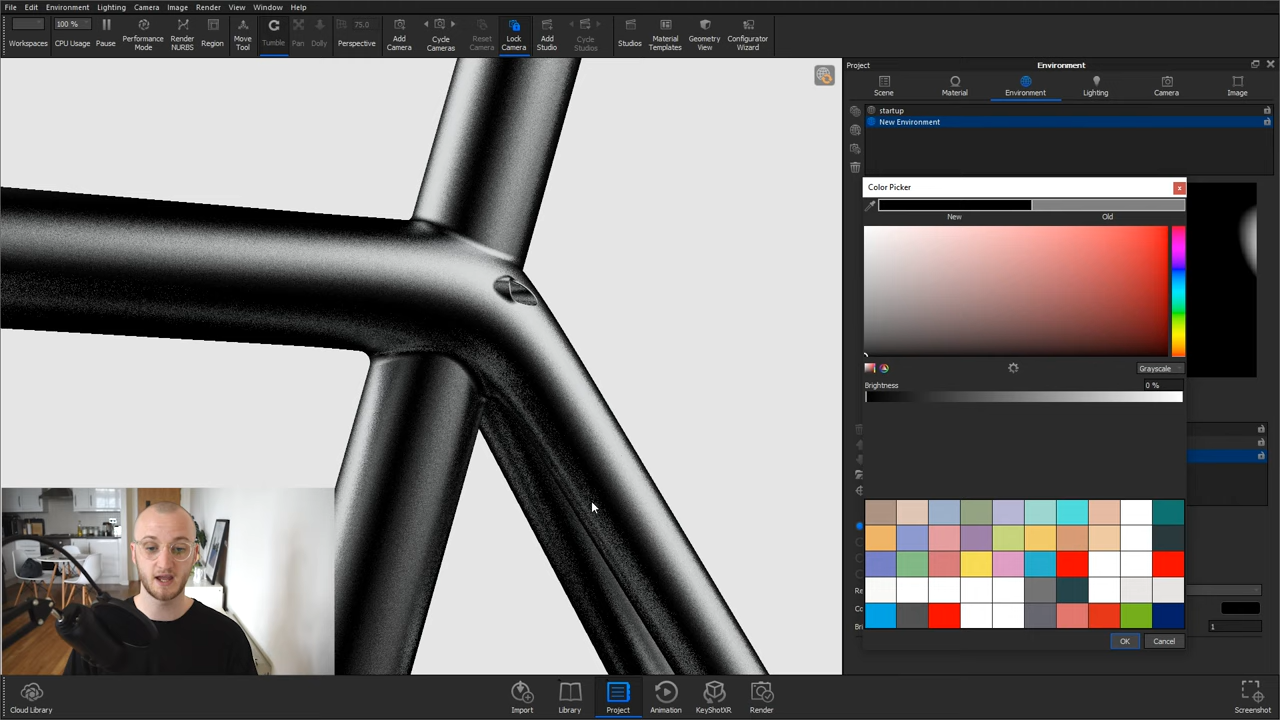 File Edit Environment Lighting Camera Image Render View Window Help
100 % 75.0
Workspaces CPU Usage Pause Performance Mode Render NURBS Region Move Tool Tumble Pan Dolly Perspective Add Camera Cycle Cameras Reset Camera Lock Camera Add Studio Cycle Studios Studios Material Templates Geometry View Configurator Wizard
Project Environment
Scene Material Environment Lighting Camera Image
startup
New Environment
Color Picker
New Old
Grayscale
Brightness 0 %
1
OK Cancel
Cloud Library Import Library Project Animation KeyShotXR Render Screenshot